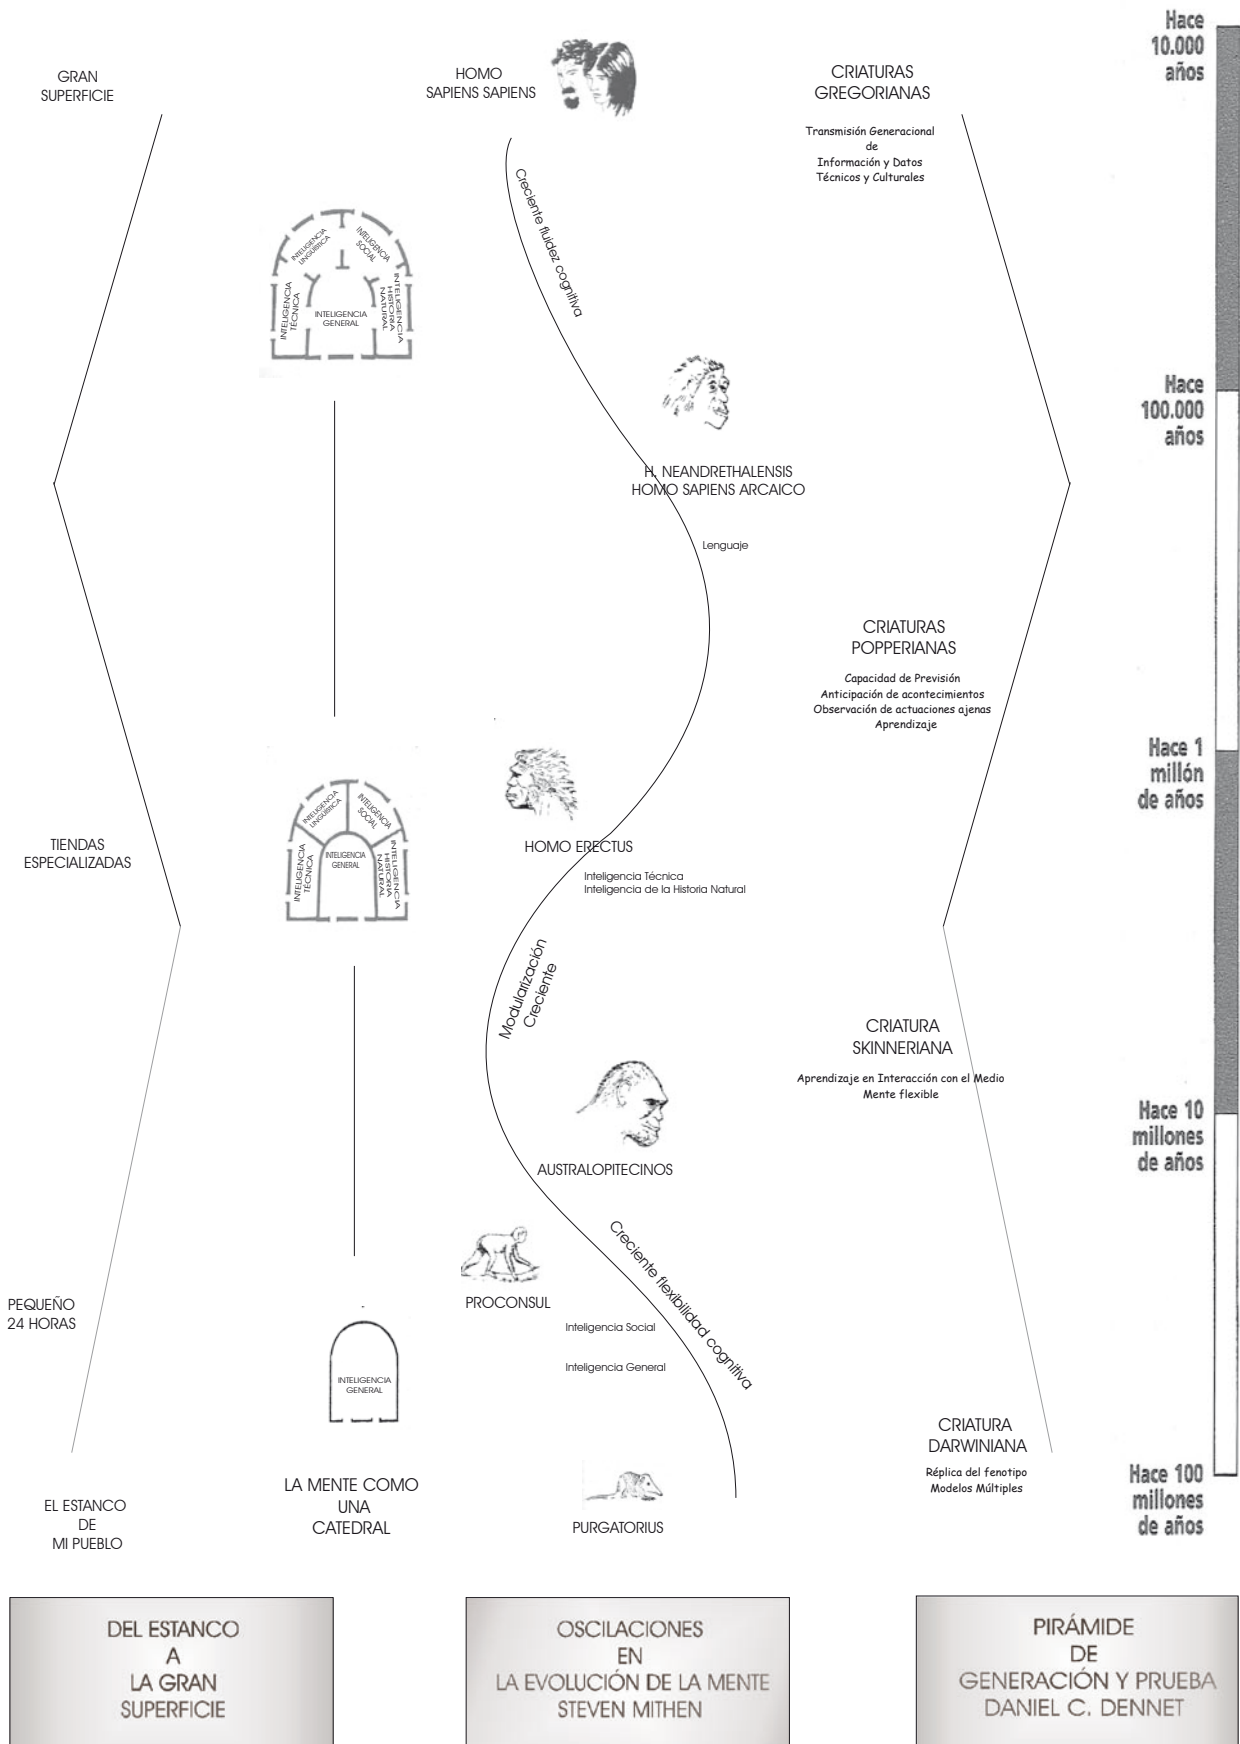 Hace
10.000
años
GRAN
SUPERFICIE
HOMO
SAPIENS SAPIENS
CRIATURAS
GREGORIANAS
Transmisión Generacional
de
Información y Datos
Técnicos y Culturales
Creciente fluidez cognitiva
INTELIGENCIA
LINGUÍSTICA
INTELIGENCIA
SOCIAL
INTELIGENCIA
TÉCNICA
INTELIGENCIA
GENERAL
INTELIGENCIA
HISTORIA
NATURAL
Hace
100.000
años
H. NEANDRETHALENSIS
HOMO SAPIENS ARCAICO
Lenguaje
CRIATURAS
POPPERIANAS
Capacidad de Previsión
Anticipación de acontecimientos
Observación de actuaciones ajenas
Aprendizaje
Hace 1
millón
de años
TIENDAS
ESPECIALIZADAS
INTELIGENCIA
LINGUÍSTICA
INTELIGENCIA
SOCIAL
INTELIGENCIA
TÉCNICA
INTELIGENCIA
GENERAL
INTELIGENCIA
HISTORIA
NATURAL
HOMO ERECTUS
Inteligencia Técnica
Inteligencia de la Historia Natural
Modularización
Creciente
CRIATURA
SKINNERIANA
Aprendizaje en Interacción con el Medio
Mente flexible
Hace 10
millones
de años
AUSTRALOPITECINOS
Creciente flexibilidad cognitiva
PROCONSUL
PEQUEÑO
24 HORAS
Inteligencia Social
Inteligencia General
INTELIGENCIA
GENERAL
CRIATURA
DARWINIANA
Réplica del fenotipo
Modelos Múltiples
Hace 100
millones
de años
EL ESTANCO
DE
MI PUEBLO
LA MENTE COMO
UNA
CATEDRAL
PURGATORIUS
DEL ESTANCO
A
LA GRAN
SUPERFICIE
OSCILACIONES
EN
LA EVOLUCIÓN DE LA MENTE
STEVEN MITHEN
PIRÁMIDE
DE
GENERACIÓN Y PRUEBA
DANIEL C. DENNET